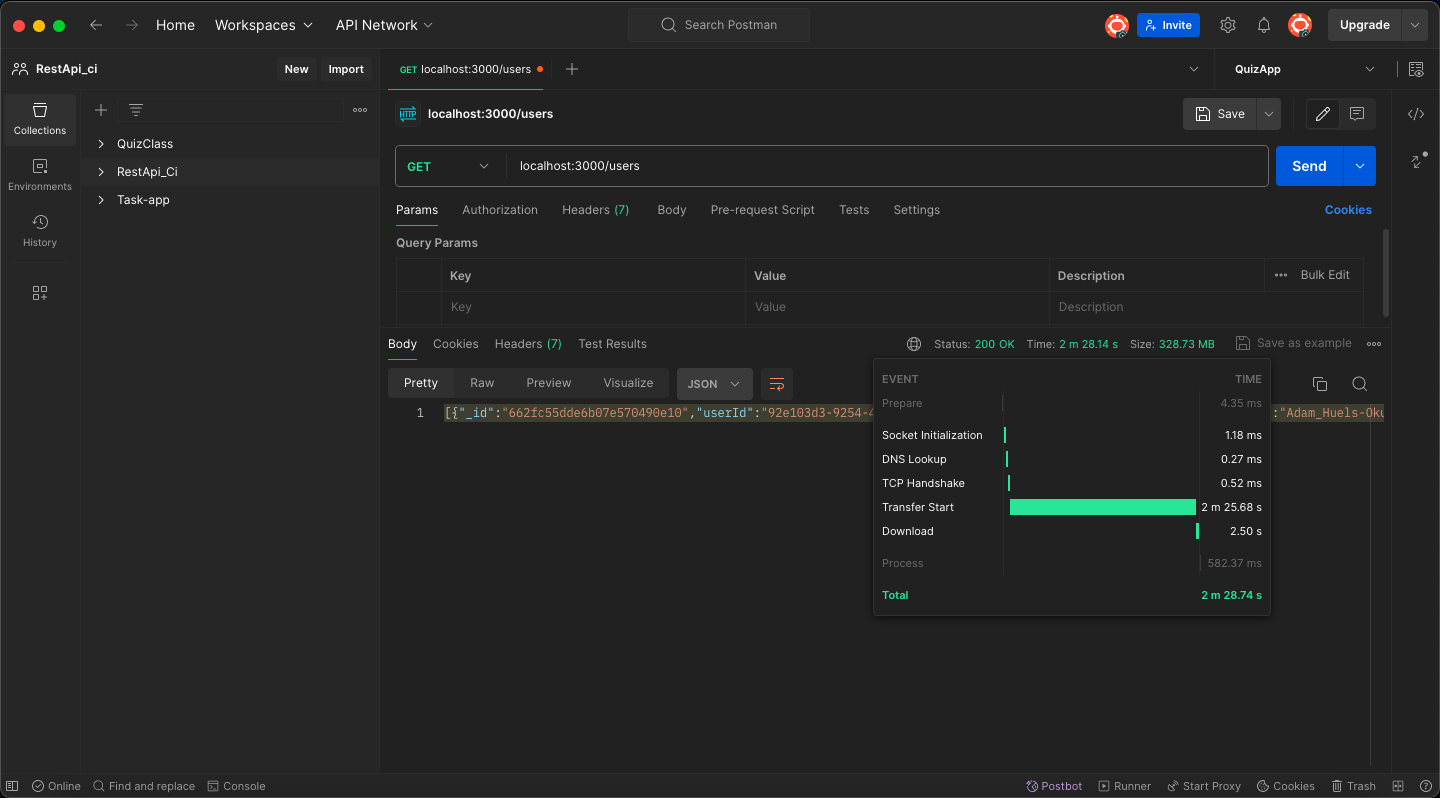 Home Workspaces API Network Search Postman Invite Upgrade
RestApi_ci New Import GET localhost:3000/users QuizApp
Collections
Environments
History
QuizClass
RestApi_Ci
Task-app
HTTP localhost:3000/users Save
GET localhost:3000/users Send
Params Authorization Headers (7) Body Pre-request Script Tests Settings Cookies
Query Params
Key Value Description Bulk Edit
Key Value Description
Body Cookies Headers (7) Test Results Status: 200 OK Time: 2 m 28.14 s Size: 328.73 MB Save as example
Pretty Raw Preview Visualize JSON
1 [{"_id":"662fc55dde6b07e570490e10","userId":"92e103d3-9254-4 :"Adam_Huels-Oku
EVENT TIME
Prepare 4.35 ms
Socket Initialization 1.18 ms
DNS Lookup 0.27 ms
TCP Handshake 0.52 ms
Transfer Start 2 m 25.68 s
Download 2.50 s
Process 582.37 ms
Total 2 m 28.74 s
Online Find and replace Console Postbot Runner Start Proxy Cookies Trash